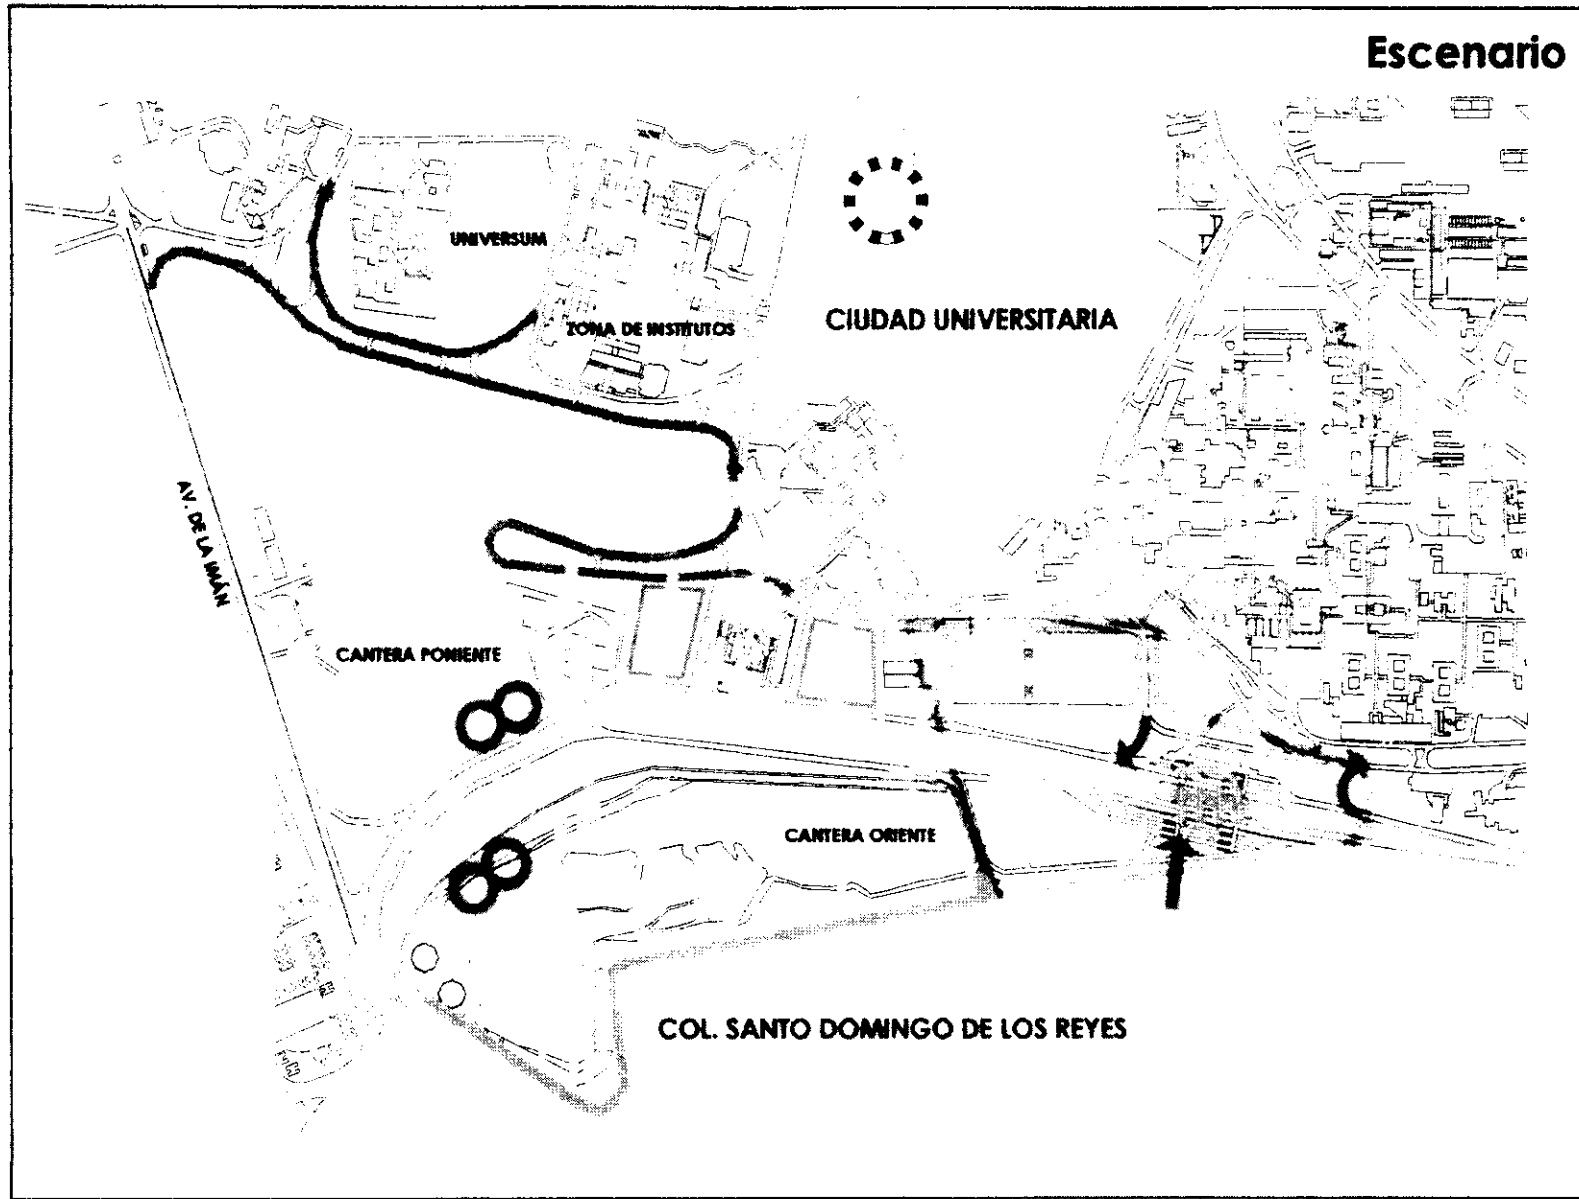 Escenario
UNIVERSUM
ZONA DE INSTITUTOS
CIUDAD UNIVERSITARIA
AV. DE LA IMÁN
CANTERA PONIENTE
CANTERA ORIENTE
COL. SANTO DOMINGO DE LOS REYES